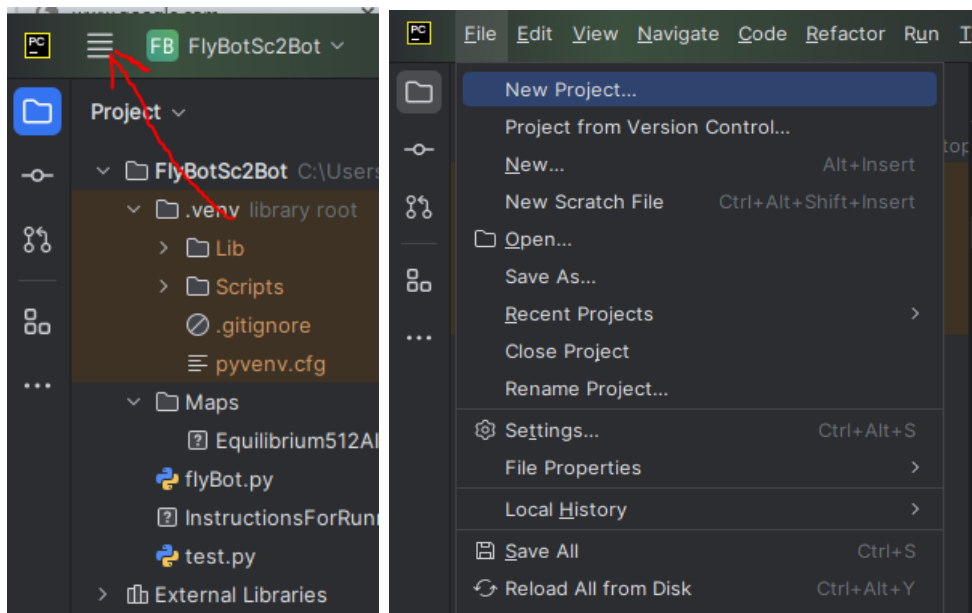 PC
FB FlyBotSc2Bot
Project
FlyBotSc2Bot C:\Users
.venv library root
Lib
Scripts
.gitignore
pyvenv.cfg
Maps
Equilibrium512AI
flyBot.py
InstructionsForRunn
test.py
External Libraries
PC
File Edit View Navigate Code Refactor Run T
New Project...
Project from Version Control...
New... Alt+Insert
New Scratch File Ctrl+Alt+Shift+Insert
Open...
Save As...
Recent Projects
Close Project
Rename Project...
Settings... Ctrl+Alt+S
File Properties
Local History
Save All Ctrl+S
Reload All from Disk Ctrl+Alt+Y